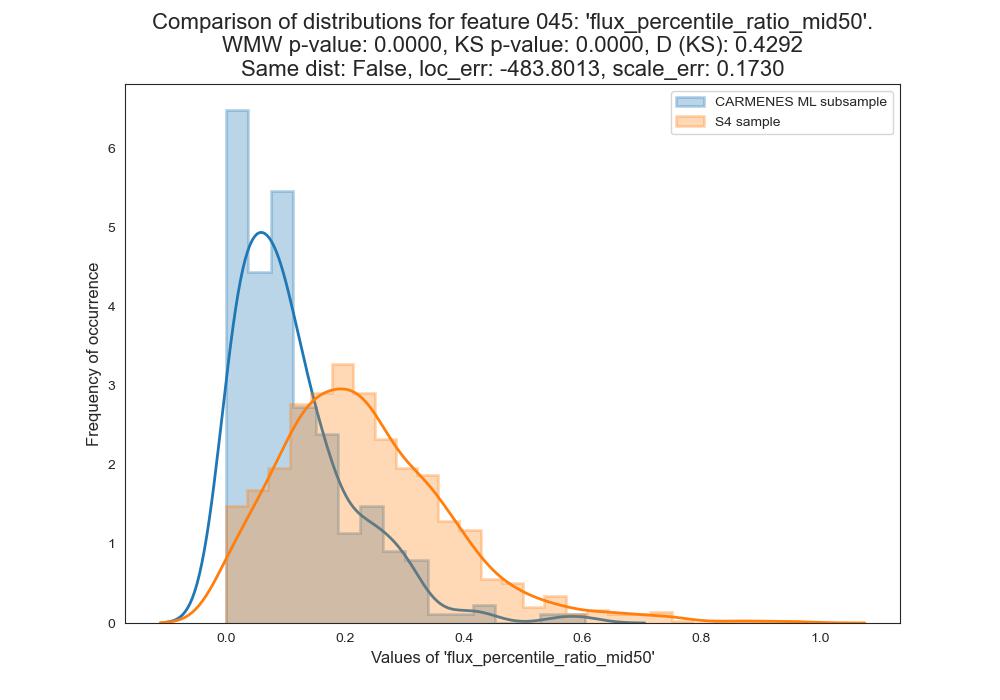 Comparison of distributions for feature 045: 'flux_percentile_ratio_mid50'.
WMW p-value: 0.0000, KS p-value: 0.0000, D (KS): 0.4292
Same dist: False, loc_err: -483.8013, scale_err: 0.1730
CARMENES ML subsample
S4 sample
Frequency of occurrence
6
5
4
3
2
1
0
0.0 0.2 0.4 0.6 0.8 1.0
Values of 'flux_percentile_ratio_mid50'